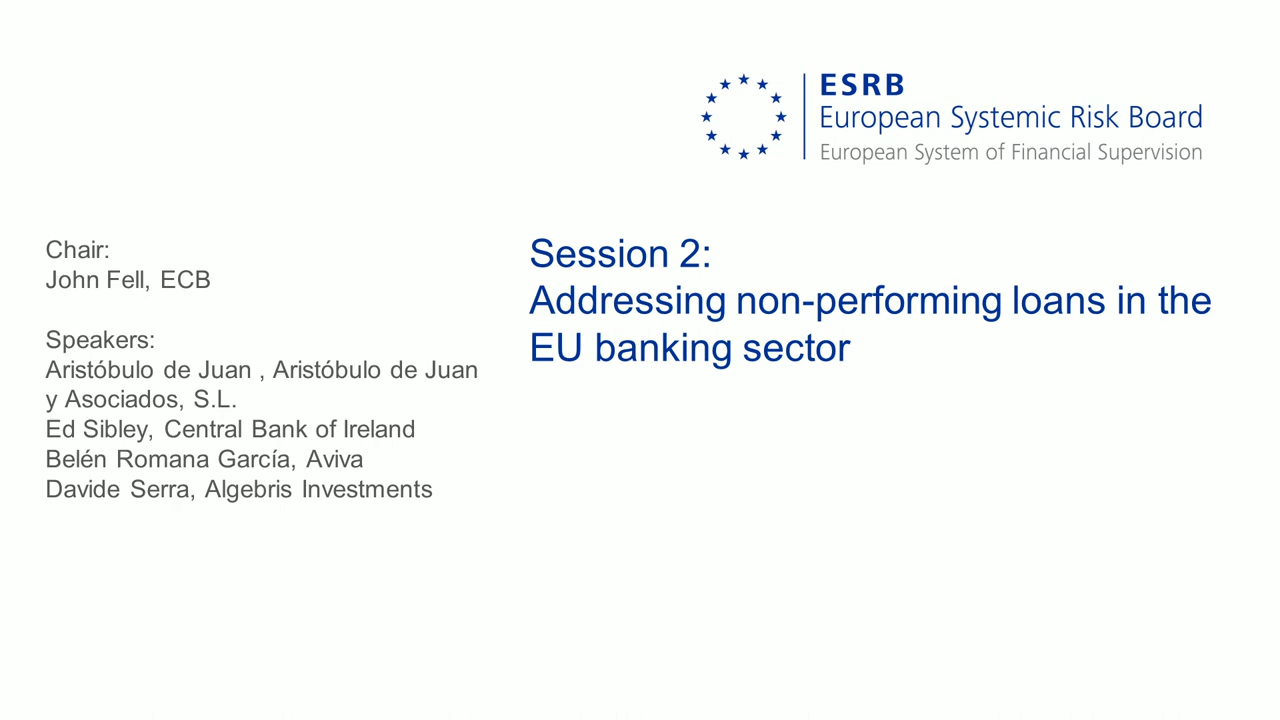 ESRB
European Systemic Risk Board
European System of Financial Supervision
Chair:
John Fell, ECB
Speakers:
Aristóbulo de Juan , Aristóbulo de Juan
y Asociados, S.L.
Ed Sibley, Central Bank of Ireland
Belén Romana García, Aviva
Davide Serra, Algebris Investments
Session 2:
Addressing non-performing loans in the
EU banking sector